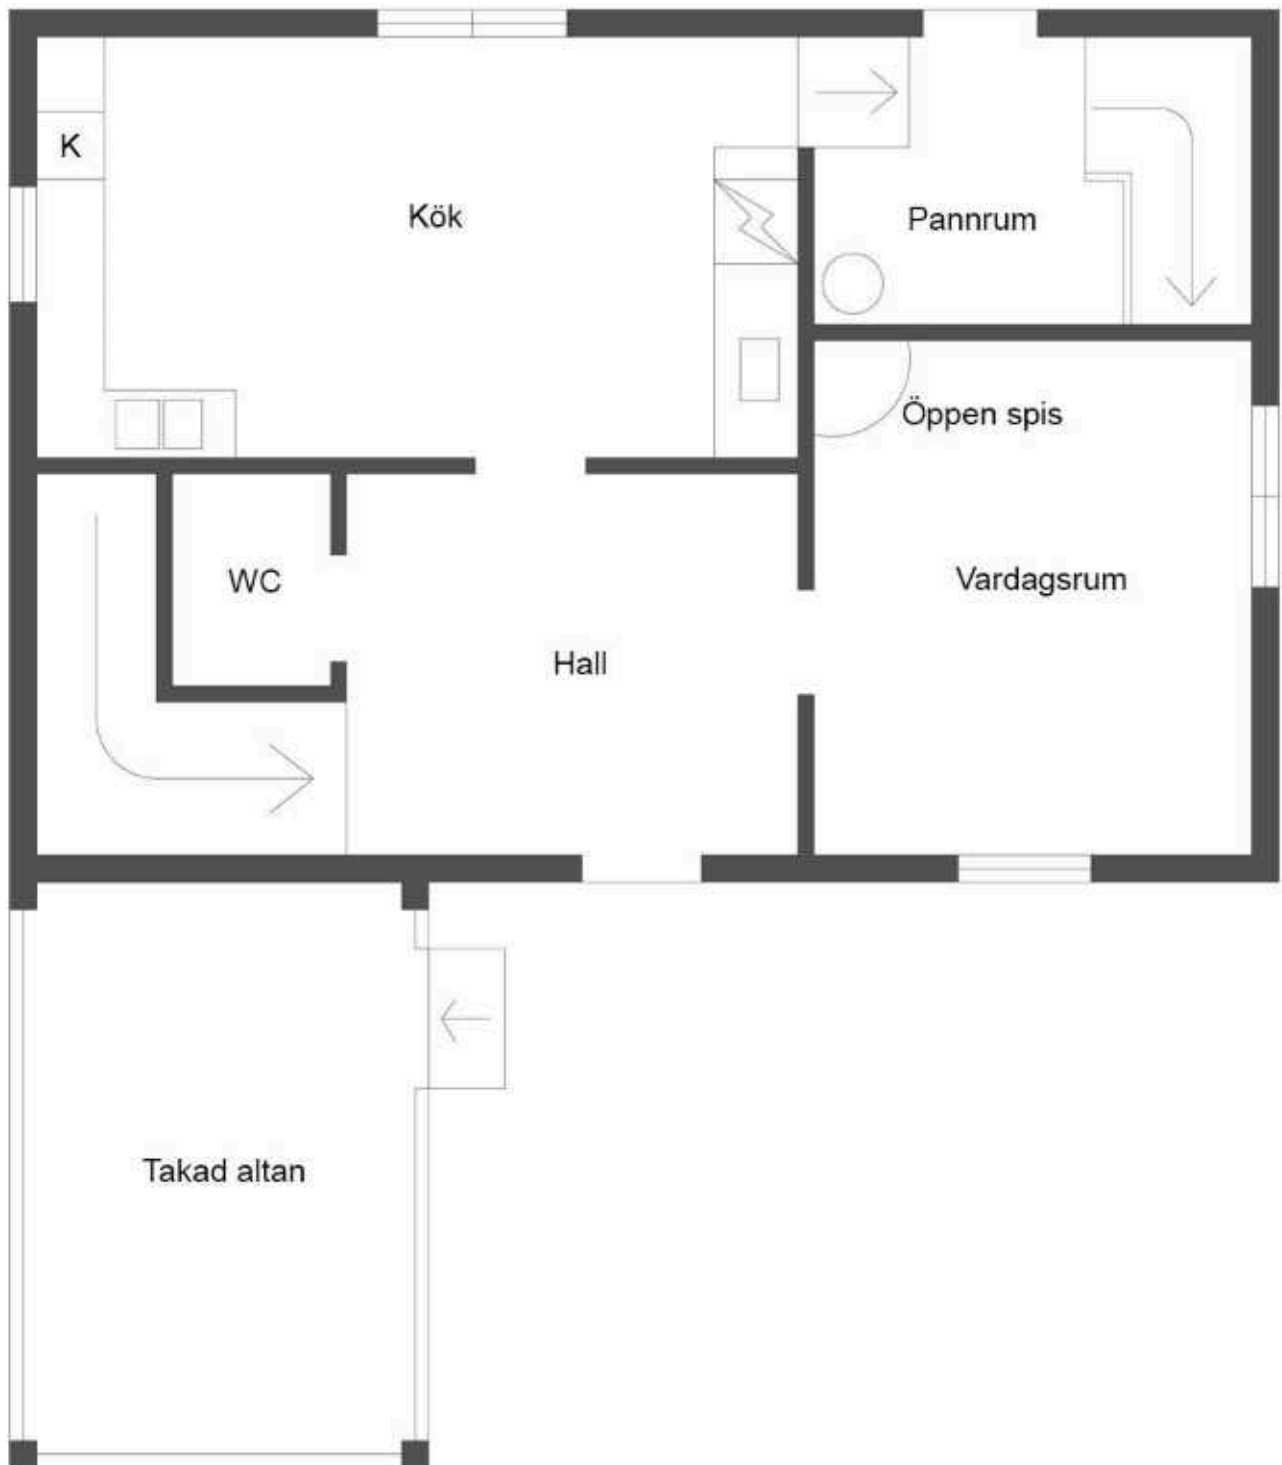 K
Kök
Pannrum
Öppen spis
WC
Vardagsrum
Hall
Takad altan